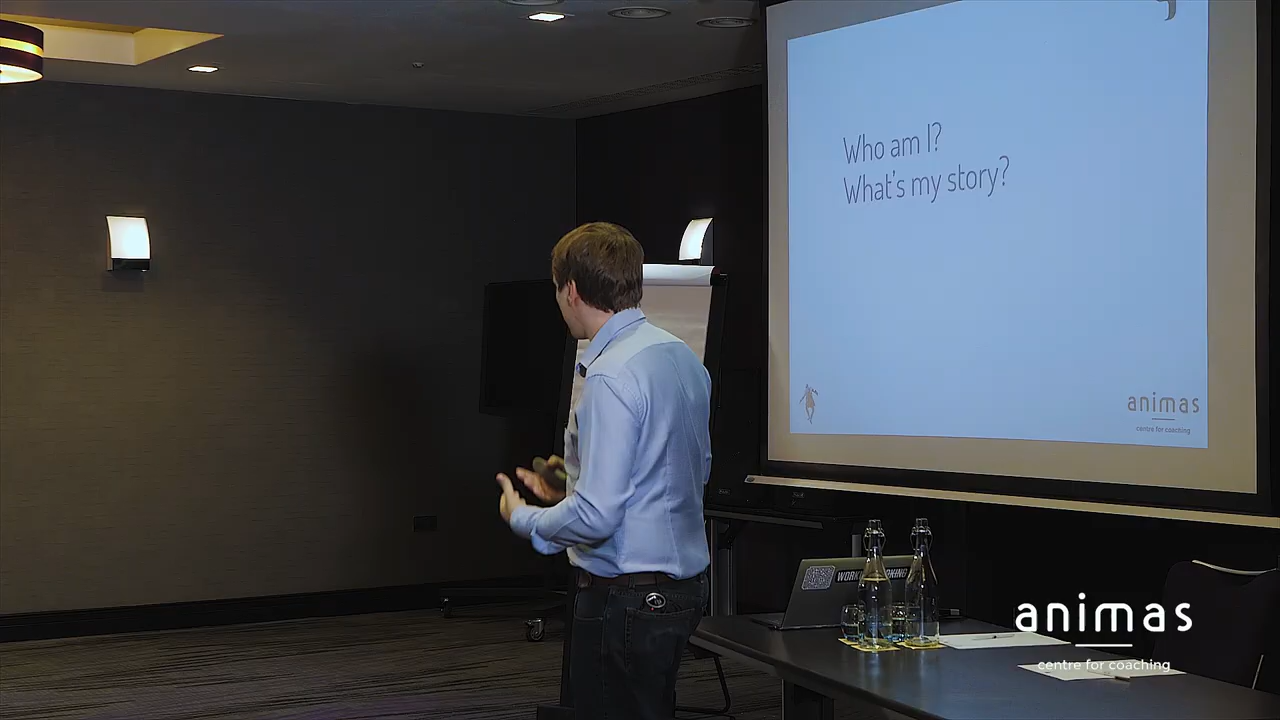 Who am I?
What's my story?
animas
centre for coaching
animas
centre for coaching